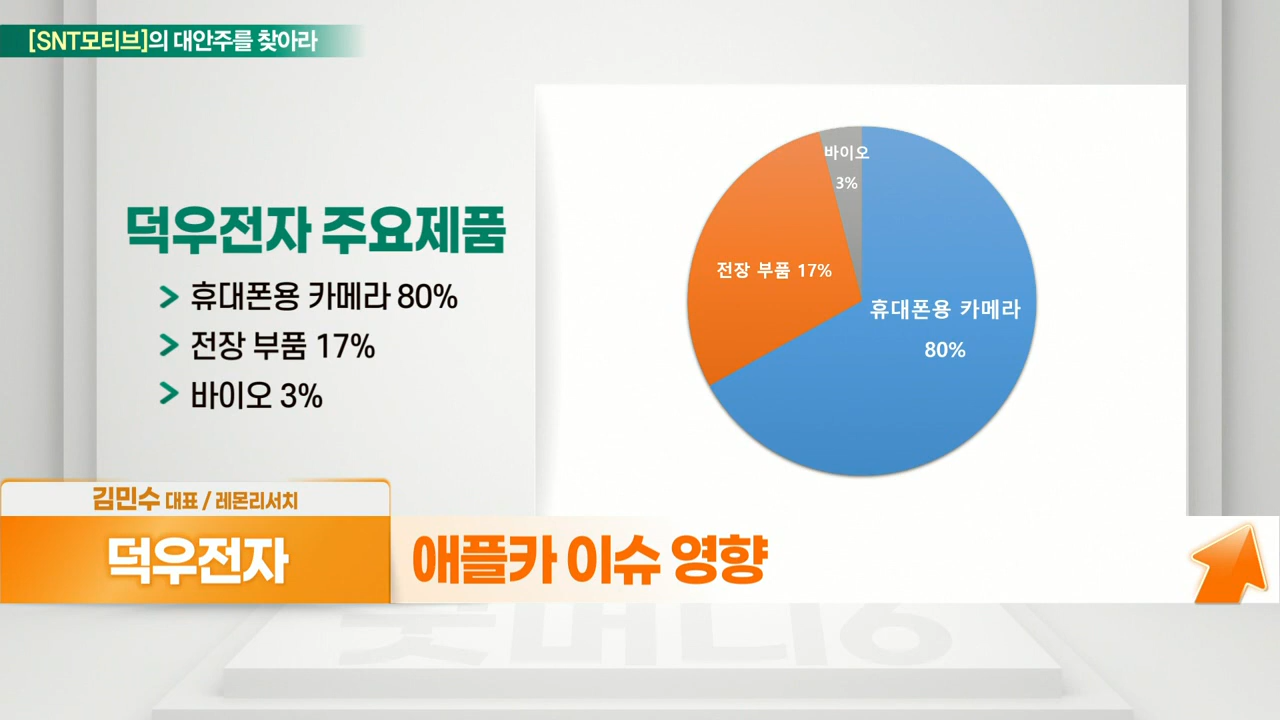 [SNT모티브]의 대안주를 찾아라
덕우전자 주요제품
휴대폰용 카메라 80%
전장 부품 17%
바이오 3%
바이오
3%
전장 부품 17%
휴대폰용 카메라
80%
김민수 대표 / 레몬리서치
덕우전자
애플카 이슈 영향
머니6